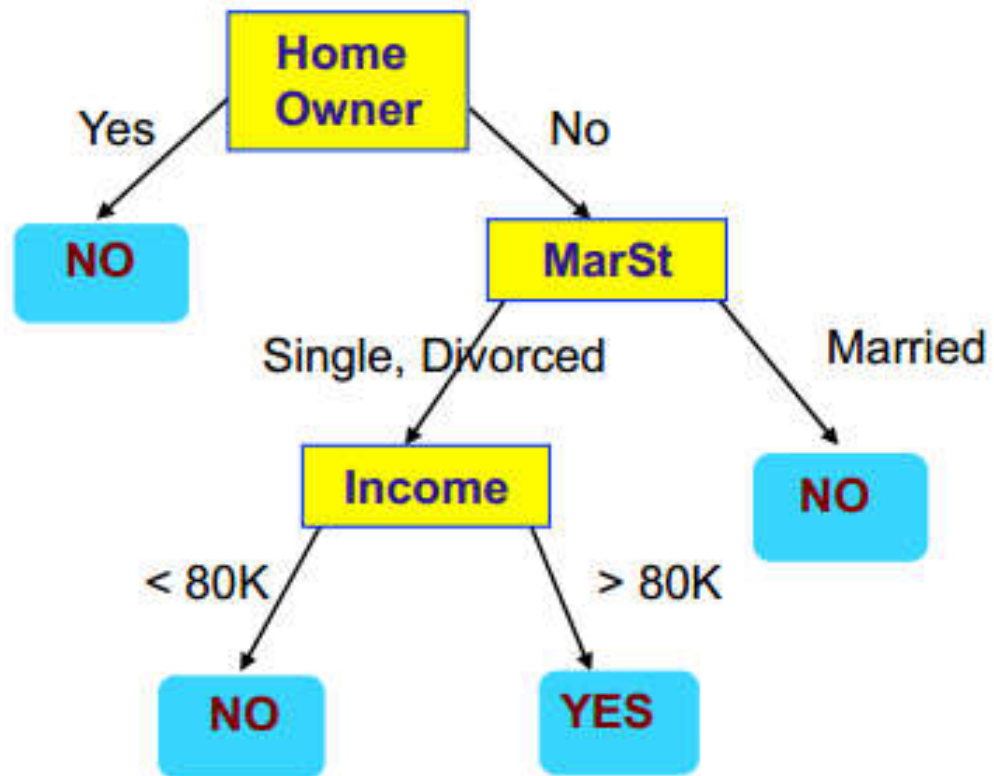 Home
Owner
Yes
No
NO
MarSt
Single, Divorced
Married
Income
NO
< 80K
> 80K
NO
YES